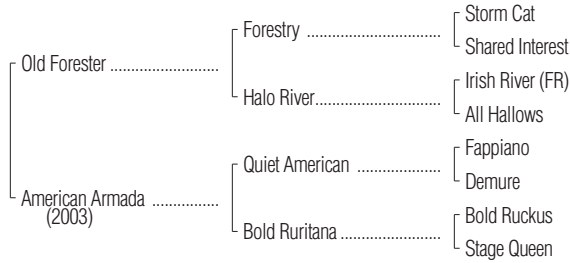 Storm Cat
Forestry ..............................
Shared Interest
Old Forester ........................
Irish River (FR)
Halo River............................
All Hallows
Fappiano
Quiet American ..................
Demure
American Armada ...............
(2003)
Bold Ruckus
Bold Ruritana ......................
Stage Queen